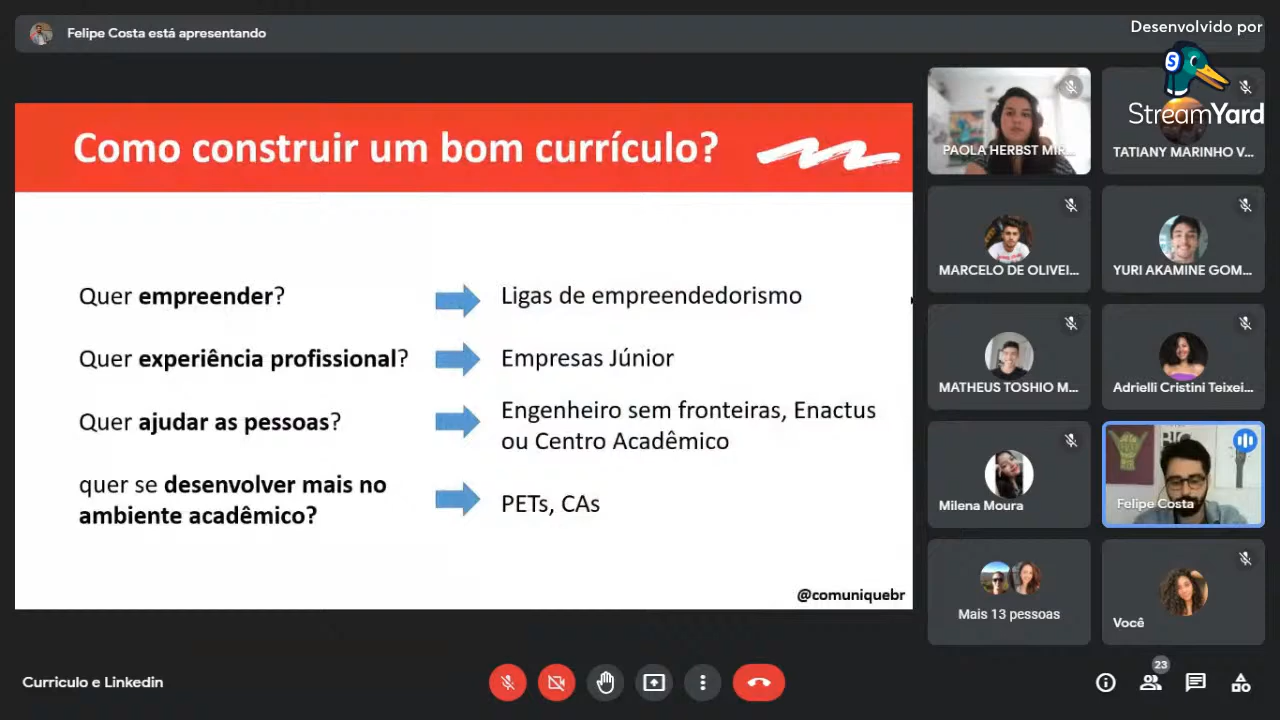 Felipe Costa está apresentando
Desenvolvido por
S
StreamYard
Como construir um bom currículo?
Quer empreender?
Ligas de empreendedorismo
Quer experiência profissional?
Empresas Júnior
Quer ajudar as pessoas?
Engenheiro sem fronteiras, Enactus
ou Centro Acadêmico
quer se desenvolver mais no
ambiente acadêmico?
PETs, CAs
@comuniquebr
PAOLA HERBST MIR...
TATIANY MARINHO V...
MARCELO DE OLIVEI...
YURI AKAMINE GOM...
MATHEUS TOSHIO M...
Adrielli Cristini Teixei...
Milena Moura
Felipe Costa
Mais 13 pessoas
Você
Curriculo e Linkedin
23